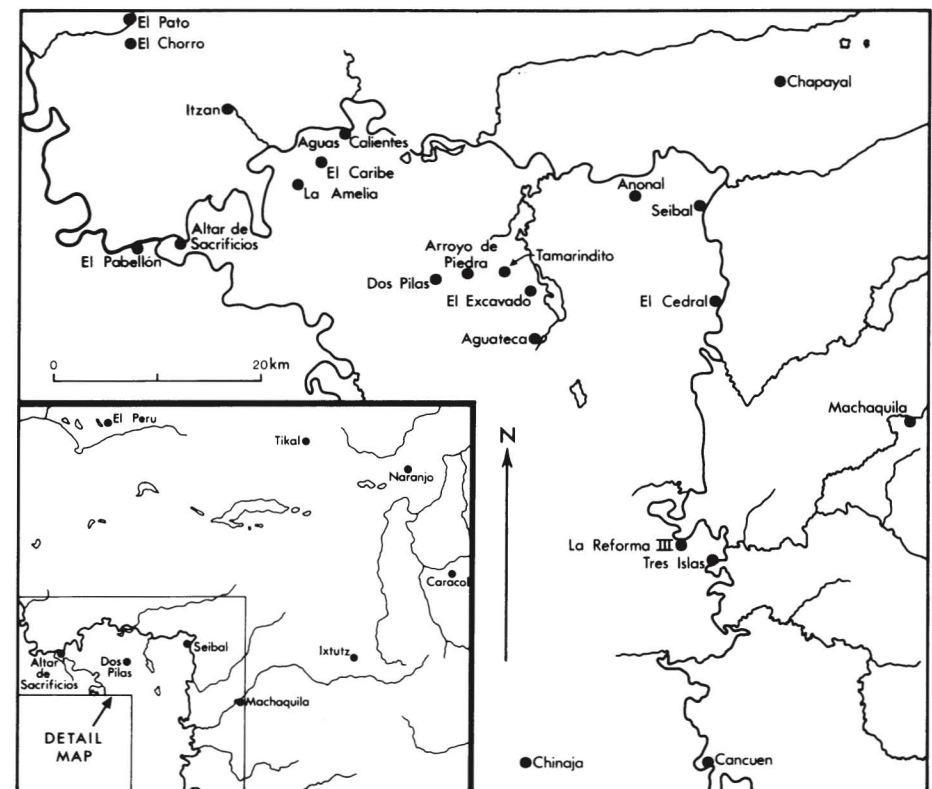 El Pato
El Chorro
Chapayal
Itzan
Aguas Calientes
El Caribe
La Amelia
Anonal
Seibal
Altar de
Sacrificios
El Pabellón
Arroyo de
Piedra
Tamarindito
Dos Pilas
El Excavado
El Cedral
Aguateca
0 20 km
Machaquila
N
La Reforma III
Tres Islas
Chinaja
Cancuen
El Peru
Tikal
Naranjo
Caracol
Seibal
Ixtutz
Altar
de
Sacrificios
Dos
Pilas
Machaquila
DETAIL
MAP